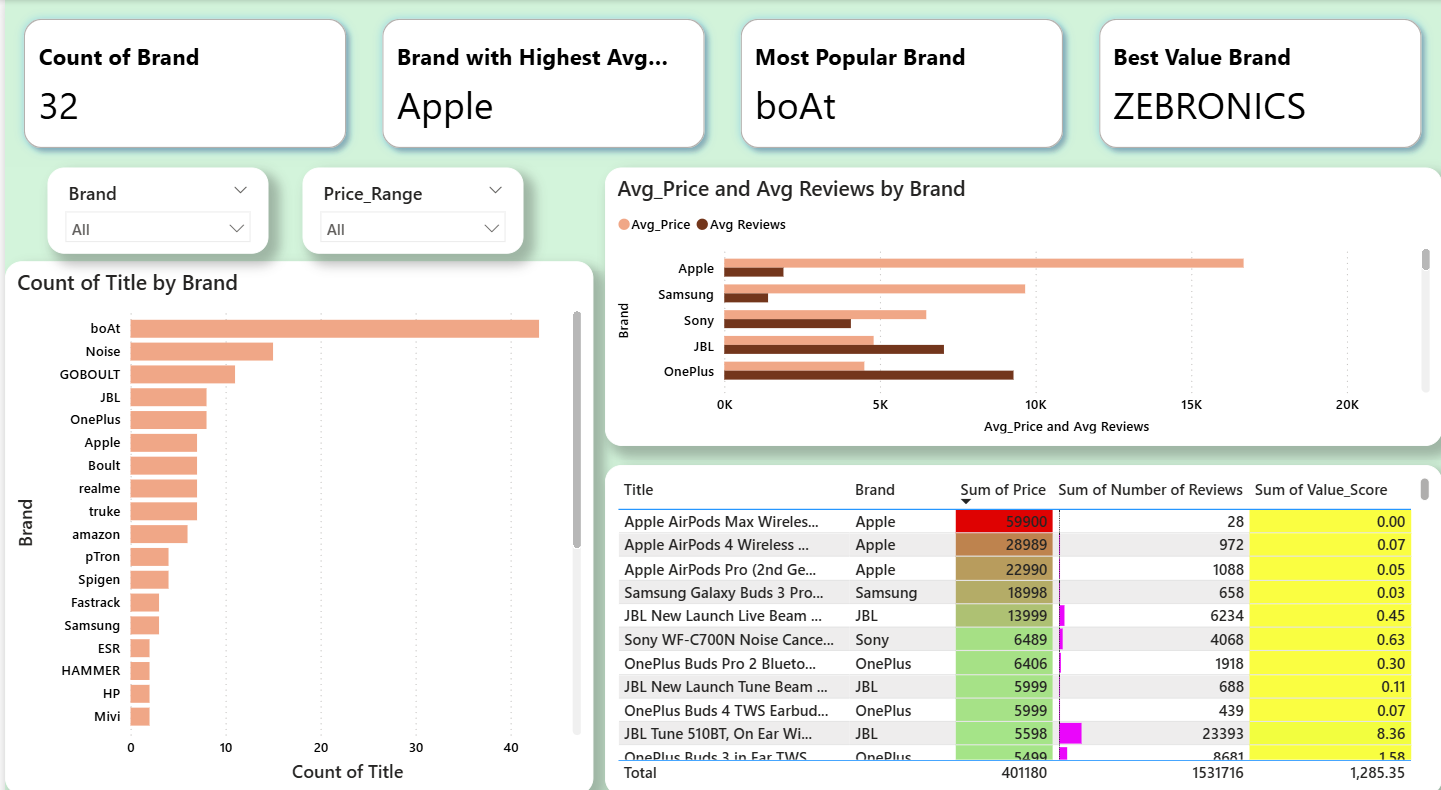 Count of Brand
32
Brand with Highest Avg...
Apple
Most Popular Brand
boAt
Best Value Brand
ZEBRONICS
Brand
All
Price_Range
All
Count of Title by Brand
Brand
boAt
Noise
GOBOULT
JBL
OnePlus
Apple
Boult
realme
truke
amazon
pTron
Spigen
Fastrack
Samsung
ESR
HAMMER
HP
Mivi
0 10 20 30 40
Count of Title
Avg_Price and Avg Reviews by Brand
Avg_Price Avg Reviews
Brand
Apple
Samsung
Sony
JBL
OnePlus
0K 5K 10K 15K 20K
Avg_Price and Avg Reviews
Title Brand Sum of Price Sum of Number of Reviews Sum of Value_Score
Apple AirPods Max Wireles... Apple 59900 28 0.00
Apple AirPods 4 Wireless ... Apple 28989 972 0.07
Apple AirPods Pro (2nd Ge... Apple 22990 1088 0.05
Samsung Galaxy Buds 3 Pro... Samsung 18998 658 0.03
JBL New Launch Live Beam ... JBL 13999 6234 0.45
Sony WF-C700N Noise Cance... Sony 6489 4068 0.63
OnePlus Buds Pro 2 Blueto... OnePlus 6406 1918 0.30
JBL New Launch Tune Beam ... JBL 5999 688 0.11
OnePlus Buds 4 TWS Earbud... OnePlus 5999 439 0.07
JBL Tune 510BT, On Ear Wi... JBL 5598 23393 8.36
OnePlus Buds 3 in Ear TWS OnePlus 5499 8681 1.58
Total 401180 1531716 1,285.35